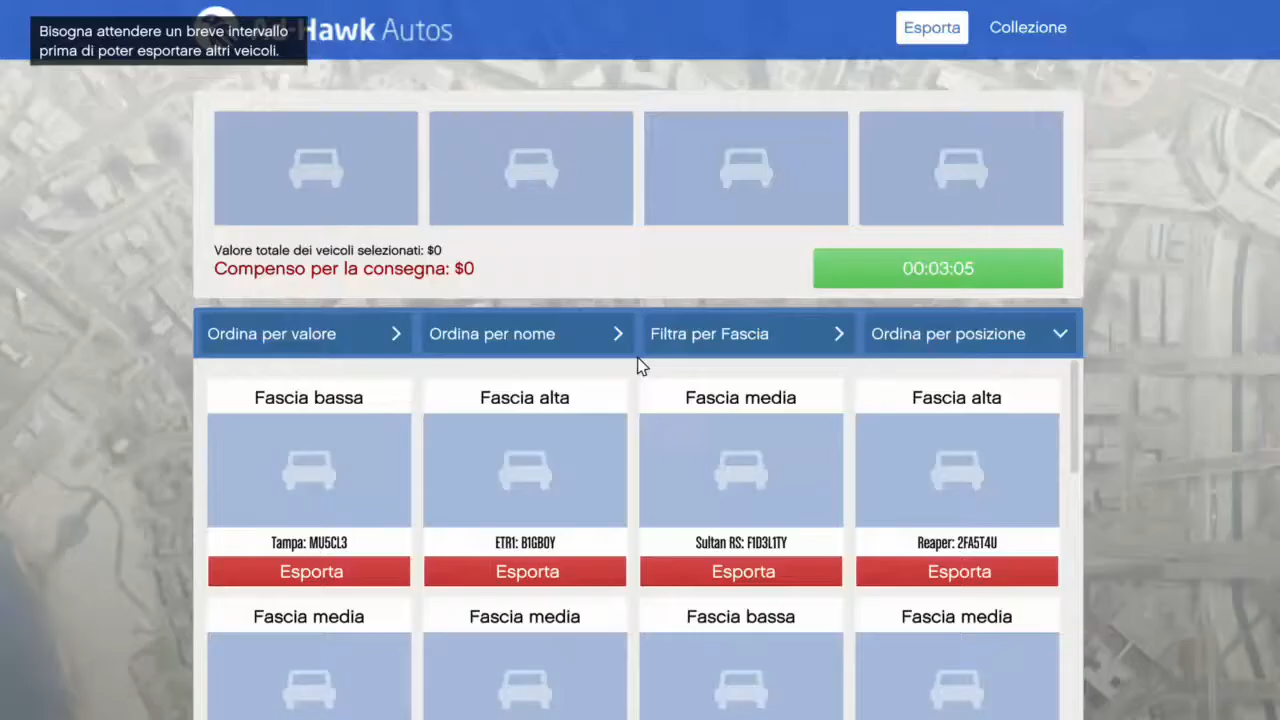 Bisogna attendere un breve intervallo
prima di poter esportare altri veicoli.
Hawk Autos
Esporta
Collezione
Valore totale dei veicoli selezionati: $0
Compenso per la consegna: $0
00:03:05
Ordina per valore
Ordina per nome
Filtra per Fascia
Ordina per posizione
Fascia bassa
Fascia alta
Fascia media
Fascia alta
Tampa: MU5CL3
ETR1: B1GB0Y
Sultan RS: F1D3L1TY
Reaper: 2FA5T4U
Esporta
Esporta
Esporta
Esporta
Fascia media
Fascia media
Fascia bassa
Fascia media